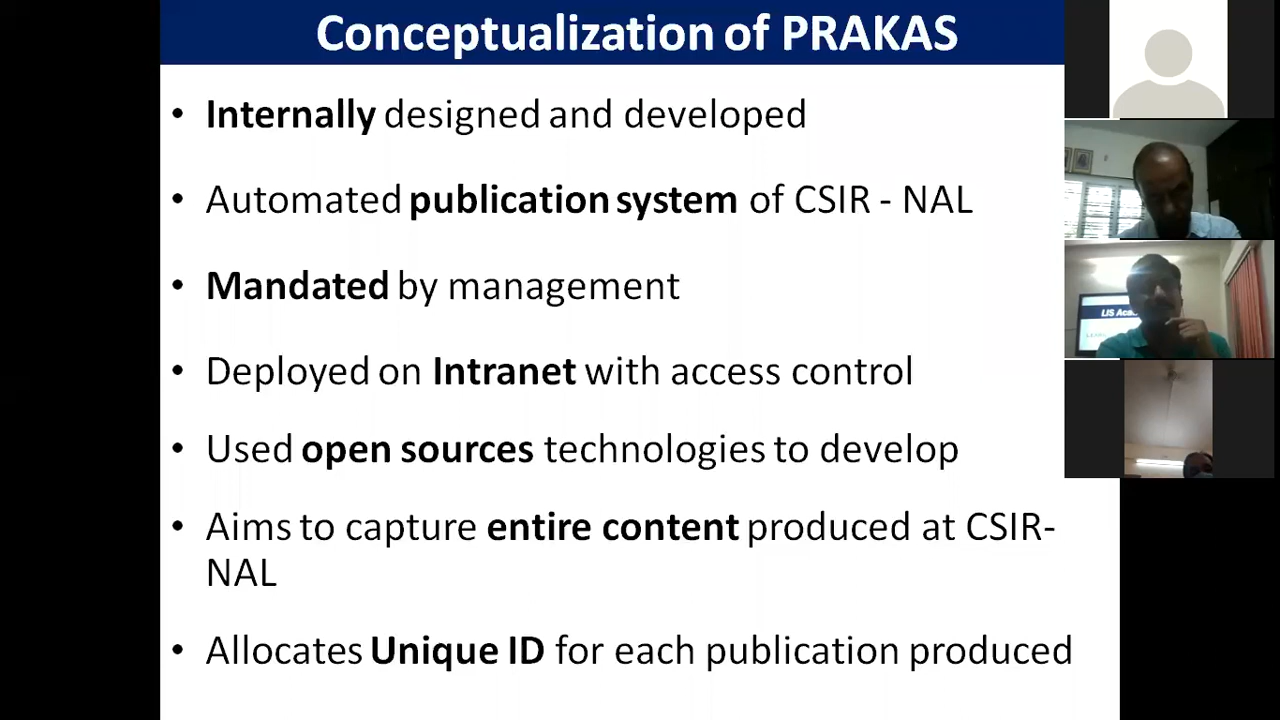 Conceptualization of PRAKAS
• Internally designed and developed
• Automated publication system of CSIR - NAL
• Mandated by management
• Deployed on Intranet with access control
• Used open sources technologies to develop
• Aims to capture entire content produced at CSIR-
NAL
• Allocates Unique ID for each publication produced
LIS